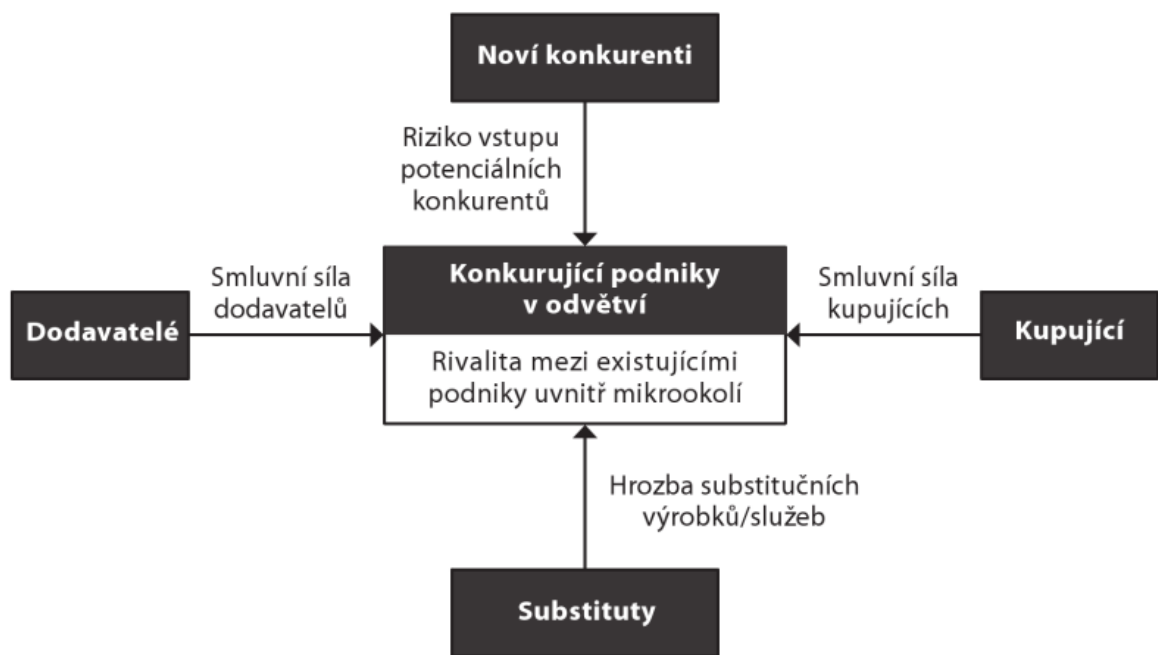 Noví konkurenti
Riziko vstupu
potenciálních
konkurentů
Smluvní síla
dodavatelů
Konkurující podniky
v odvětví
Smluvní síla
kupujících
Dodavatelé
Kupující
Rivalita mezi existujícími
podniky uvnitř mikrookolí
Hrozba substitučních
výrobků/služeb
Substituty